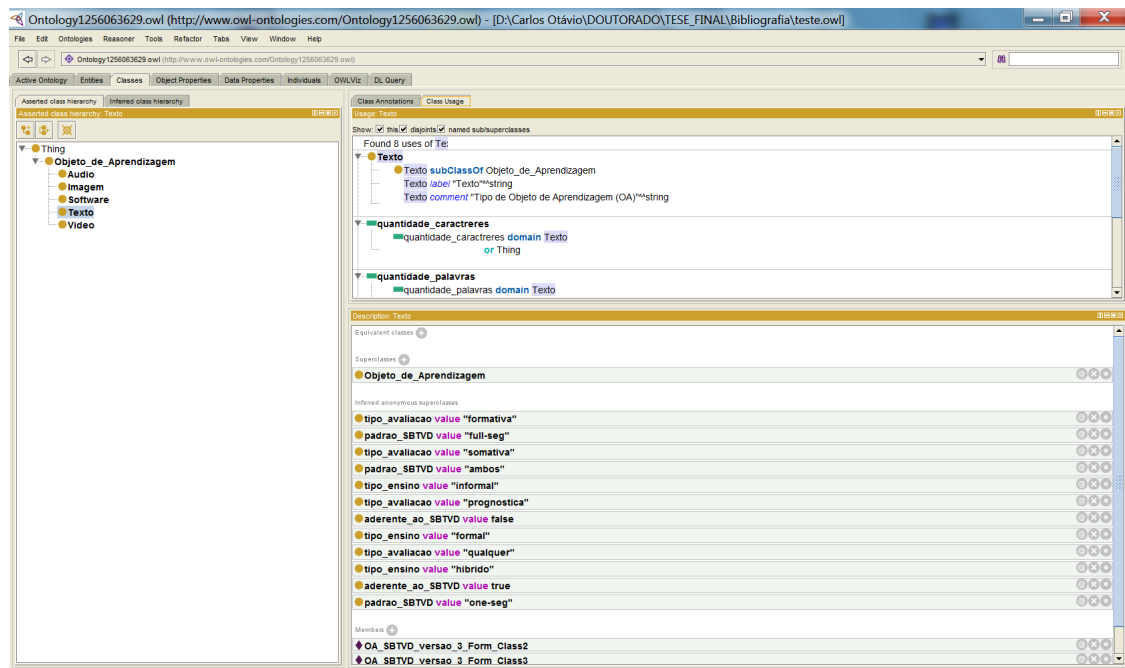 Ontology1256063629.owl (http://www.owl-ontologies.com/Ontology1256063629.owl) - [D:\Carlos Otávio\DOUTORADO\TESE_FINAL\Bibliografia\teste.owl]
File Edit Ontologies Reasoner Tools Refactor Tabs View Window Help
Ontology1256063629.owl (http://www.owl-ontologies.com/Ontology1256063629.owl)
Active Ontology Entities Classes Object Properties Data Properties Individuals OWLViz DL Query
Asserted class hierarchy Inferred class hierarchy
Asserted class hierarchy: Texto
Thing
Objeto_de_Aprendizagem
Audio
Imagem
Software
Texto
Video
Class Annotations Class Usage
Usage: Texto
Show: this disjoints named sub/superclasses
Found 8 uses of Te
Texto
Texto subClassOf Objeto_de_Aprendizagem
Texto label "Texto"^^string
Texto comment "Tipo de Objeto de Aprendizagem (OA)"^^string
quantidade_caractreres
quantidade_caractreres domain Texto
or Thing
quantidade_palavras
quantidade_palavras domain Texto
Description: Texto
Equivalent classes
Superclasses
Objeto_de_Aprendizagem
Inferred anonymous superclasses
tipo_avaliacao value "formativa"
padrao_SBTVD value "full-seg"
tipo_avaliacao value "somativa"
padrao_SBTVD value "ambos"
tipo_ensino value "informal"
tipo_avaliacao value "prognostica"
aderente_ao_SBTVD value false
tipo_ensino value "formal"
tipo_avaliacao value "qualquer"
tipo_ensino value "hibrido"
aderente_ao_SBTVD value true
padrao_SBTVD value "one-seg"
Members
OA_SBTVD_versao_3_Form_Class2
OA_SBTVD_versao_3_Form_Class3